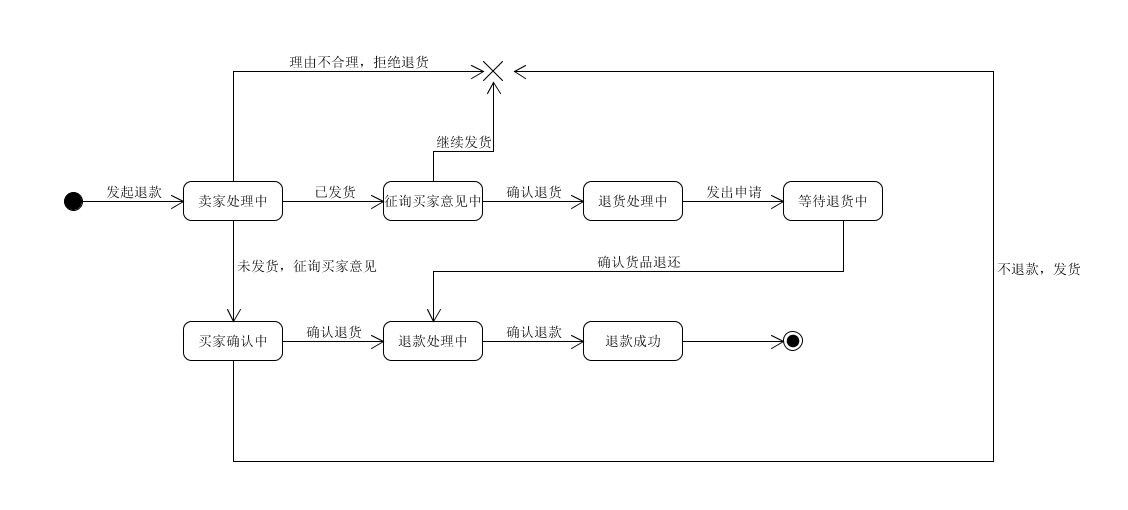 理由不合理，拒绝退货
继续发货
发起退款
卖家处理中
已发货
征询买家意见中
确认退货
退货处理中
发出申请
等待退货中
未发货，征询买家意见
确认货品退还
不退款，发货
买家确认中
确认退货
退款处理中
确认退款
退款成功